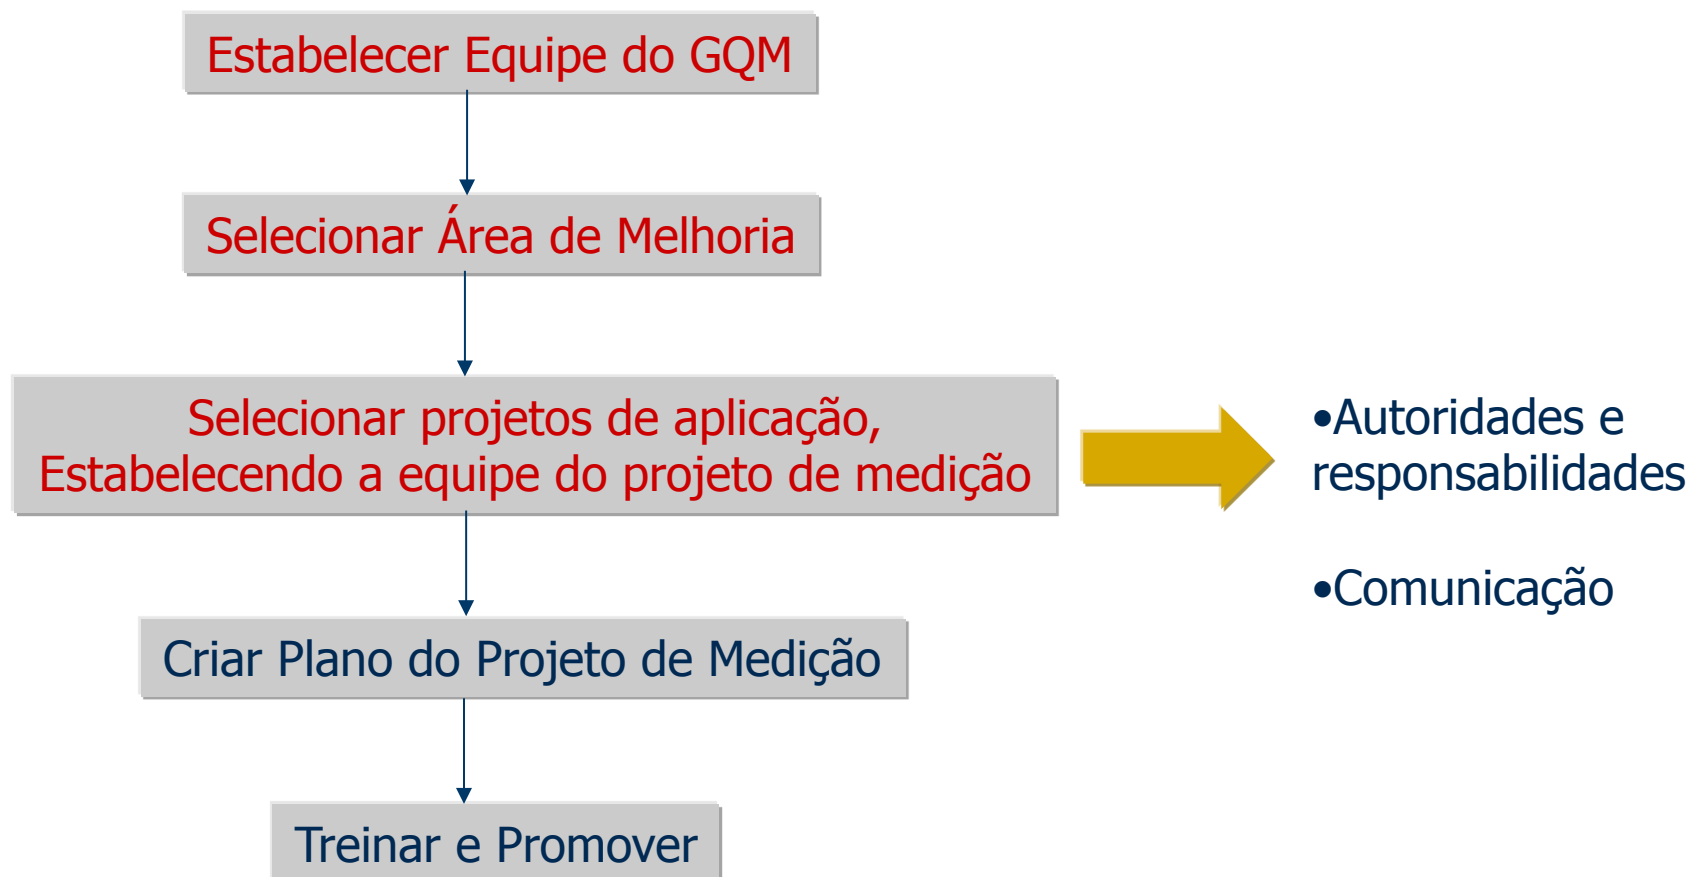 Estabelecer Equipe do GQM
Selecionar Área de Melhoria
Selecionar projetos de aplicação,
Estabelecendo a equipe do projeto de medição
•Autoridades e
responsabilidades
•Comunicação
Criar Plano do Projeto de Medição
Treinar e Promover